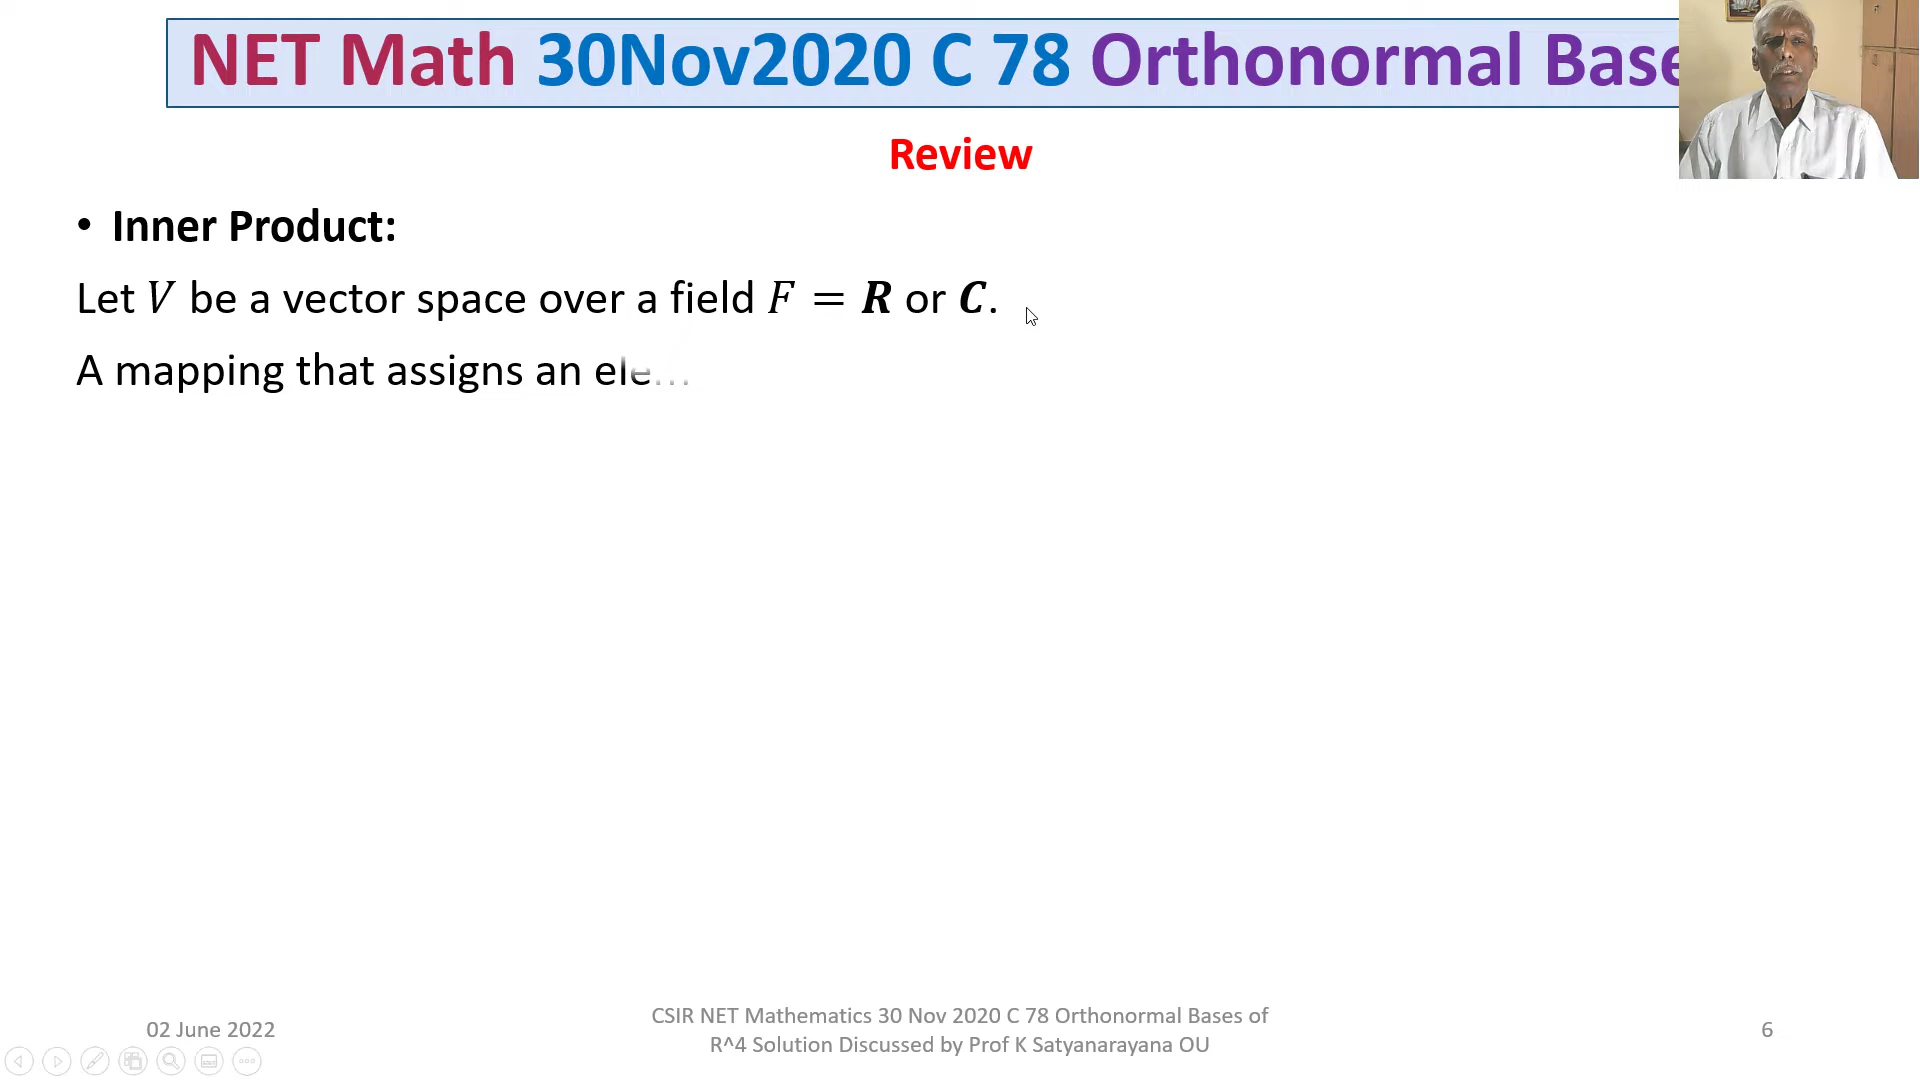 NET Math 30Nov2020 C 78 Orthonormal Base
Review
• Inner Product:
Let V be a vector space over a field F = R or C.
A mapping that assigns an
02 June 2022
CSIR NET Mathematics 30 Nov 2020 C 78 Orthonormal Bases of
R^4 Solution Discussed by Prof K Satyanarayana OU
6